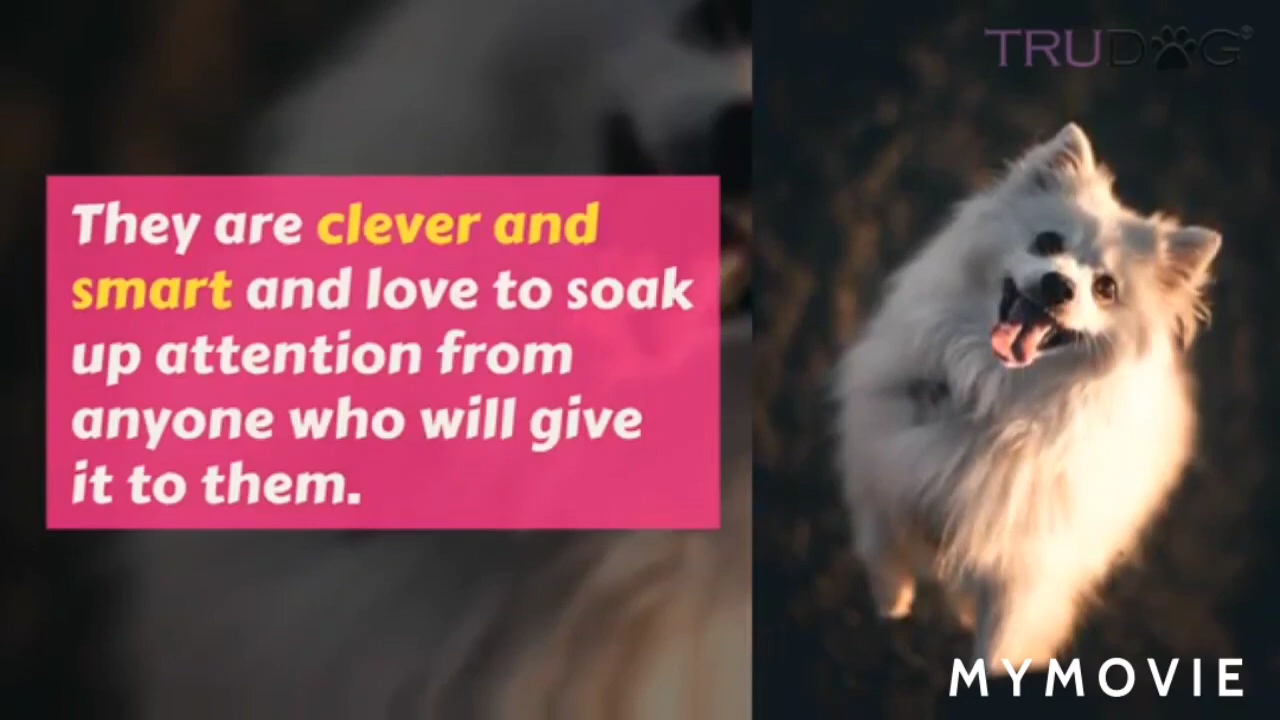 TRUDOG
They are clever and
smart and love to soak
up attention from
anyone who will give
it to them.
MYMOVIE